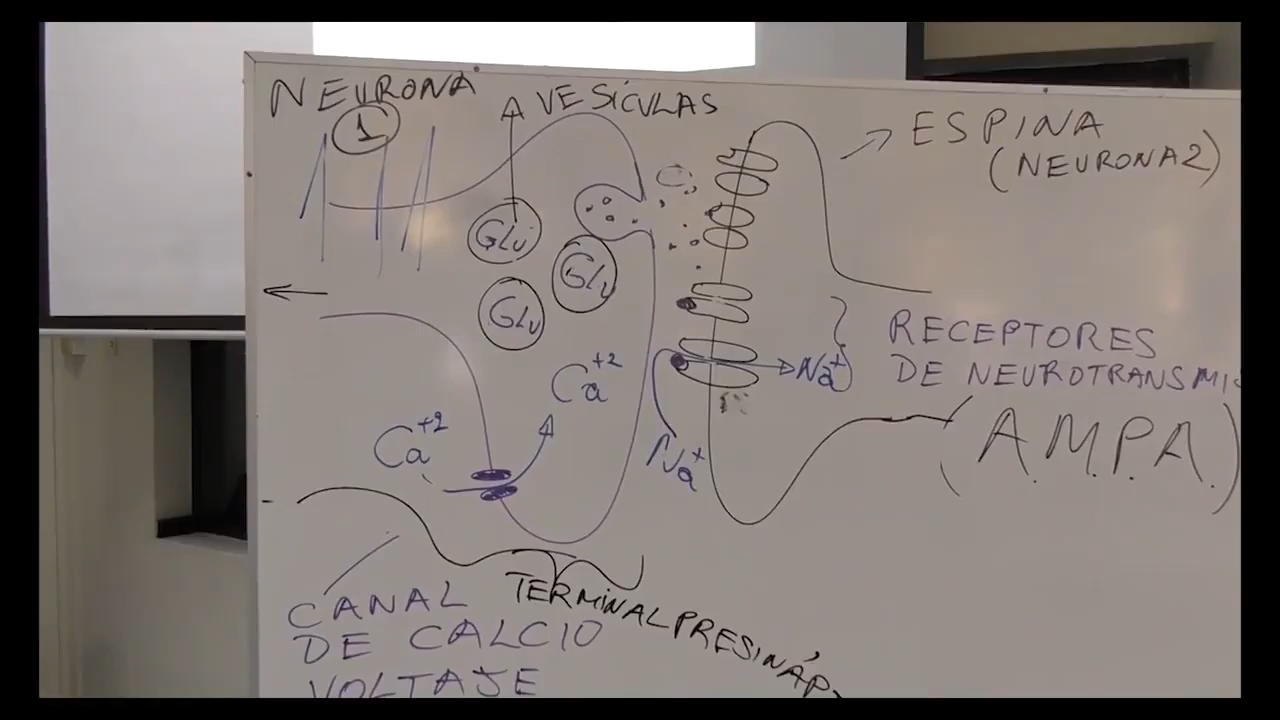 NEURONA
1
VESÍCULAS
ESPINA
(NEURONA2)
GLU
GLU
GLU
Ca+2
Ca+2
Na+
Na+
RECEPTORES
DE NEUROTRANSMI
(A.M.P.A.)
CANAL
DE CALCIO
VOLTAJE
TERMINAL PRESINÁP